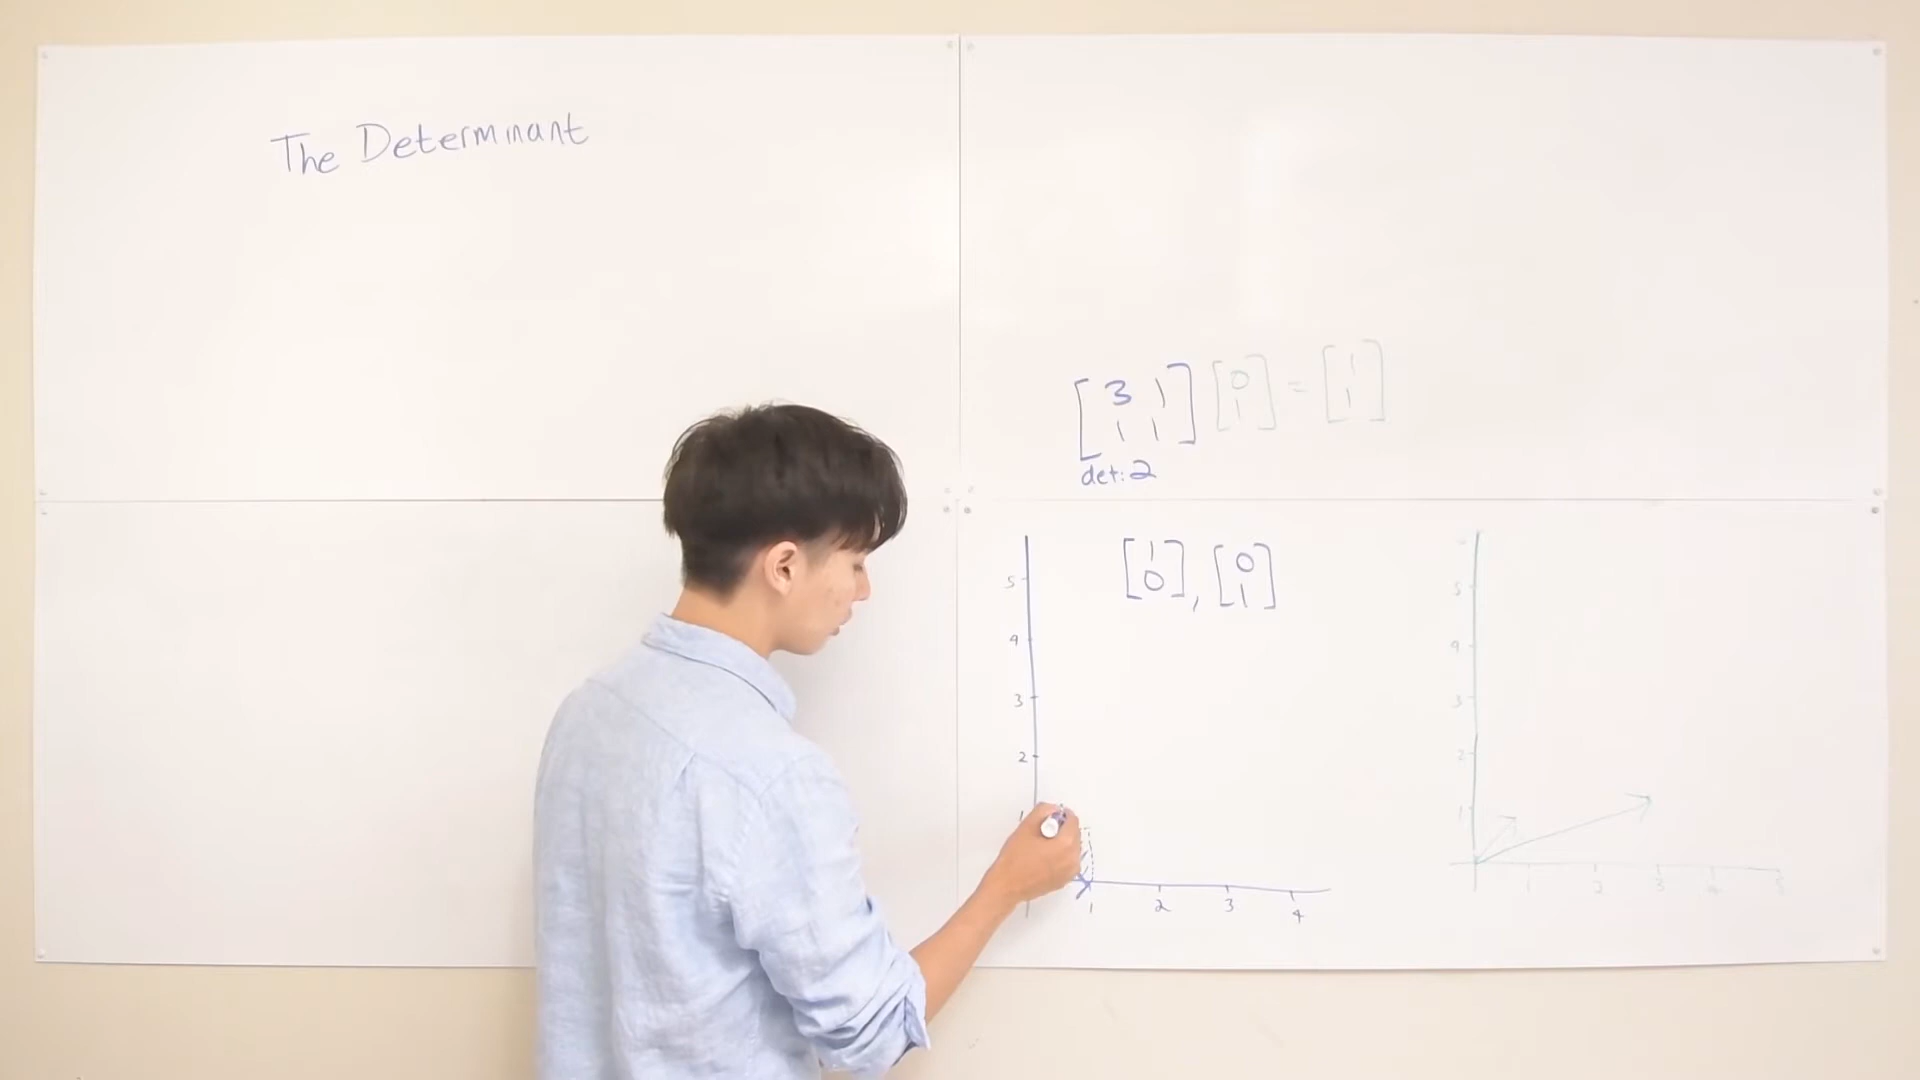 The Determinant
[3 1] [0] = [1]
[1 1] [1] [1]
det: 2
[1] , [0]
[0] [1]
5
4
3
2
1
1 2 3 4
5
4
3
2
1
1 2 3 4 5